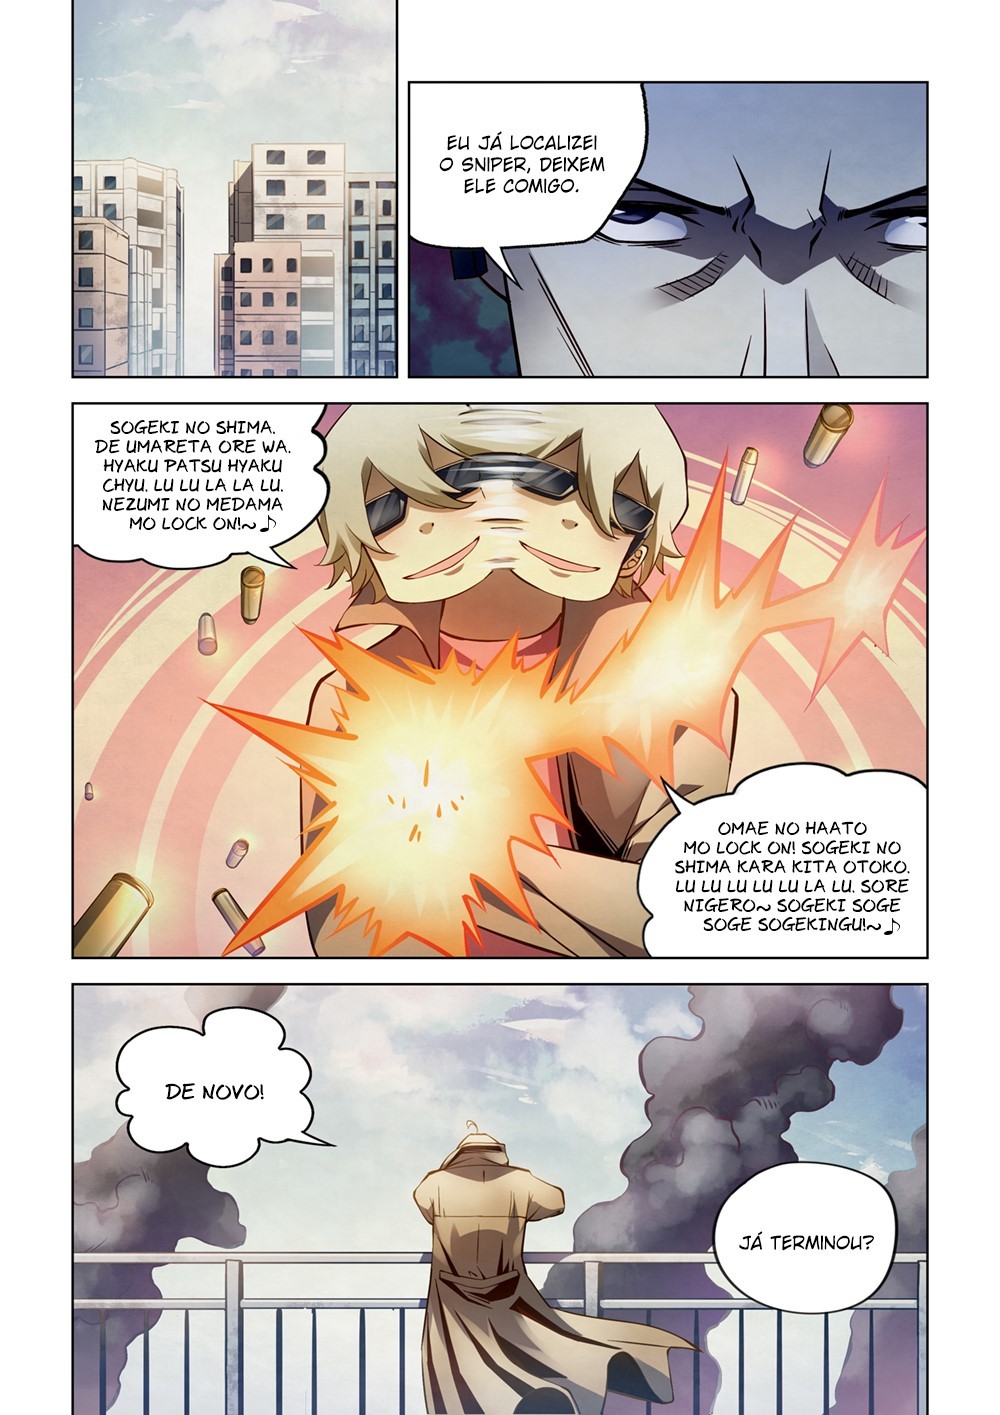 EU JÁ LOCALIZEI
O SNIPER, DEIXEM
ELE COMIGO.
SOGEKI NO SHIMA.
DE UMARETA ORE WA.
HYAKU PATSU HYAKU
CHYU. LU LU LA LA LU.
NEZUMI NO MEDAMA
MO LOCK ON!~♪
OMAE NO HAATO
MO LOCK ON! SOGEKI NO
SHIMA KARA KITA OTOKO.
LU LU LU LU LU LA LU. SORE
NIGERO~ SOGEKI SOGE
SOGE SOGEKINGU!~♪
DE NOVO!
JÁ TERMINOU?